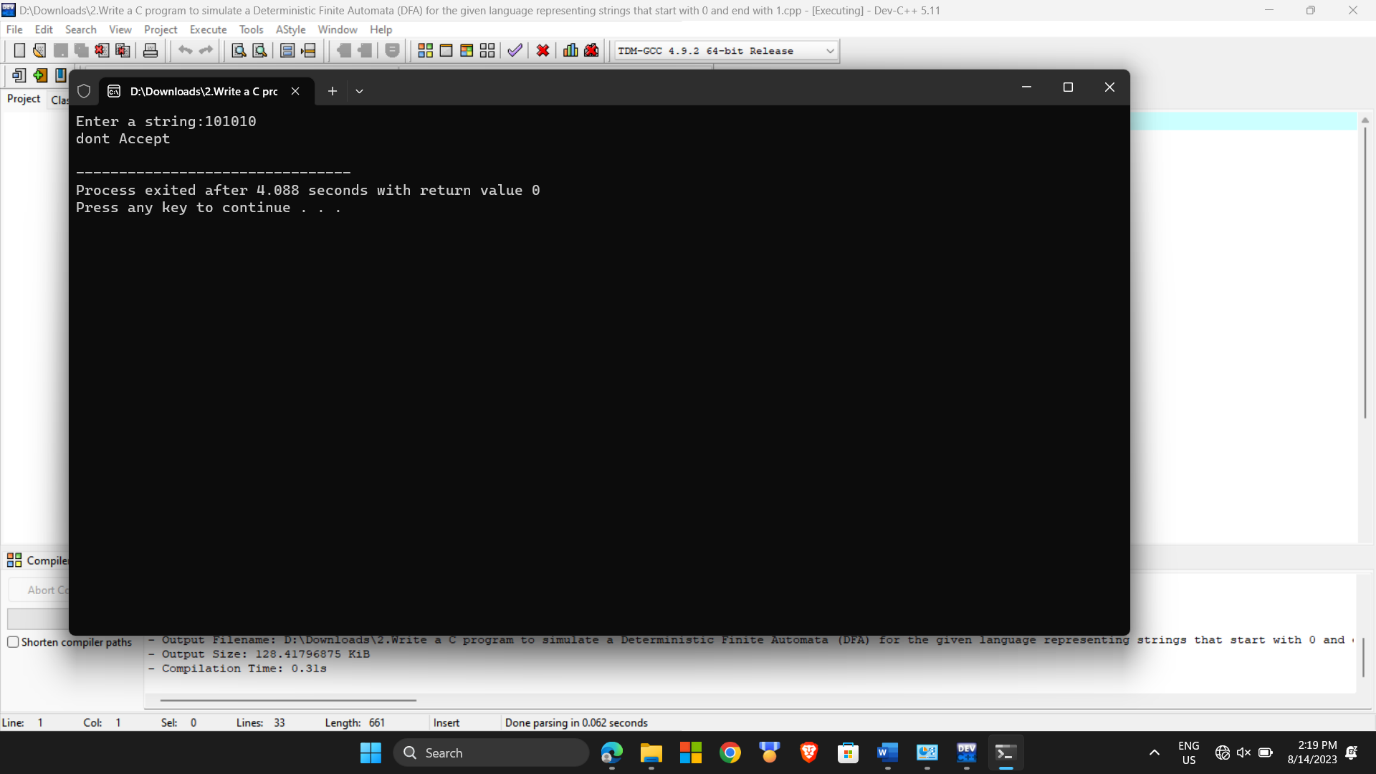 D:\Downloads\2.Write a C program to simulate a Deterministic Finite Automata (DFA) for the given language representing strings that start with 0 and end with 1.cpp - [Executing] - Dev-C++ 5.11
File Edit Search View Project Execute Tools AStyle Window Help
TDM-GCC 4.9.2 64-bit Release
Project Clas
D:\Downloads\2.Write a C prc
Enter a string:101010
dont Accept
--------------------------------
Process exited after 4.088 seconds with return value 0
Press any key to continue . . .
Compiler
Abort Co
Shorten compiler paths
- Output Filename: D:\Downloads\2.Write a C program to simulate a Deterministic Finite Automata (DFA) for the given language representing strings that start with 0 and
- Output Size: 128.41796875 KiB
- Compilation Time: 0.31s
Line: 1 Col: 1 Sel: 0 Lines: 33 Length: 661 Insert Done parsing in 0.062 seconds
Search
DEV
ENG
US
2:19 PM
8/14/2023